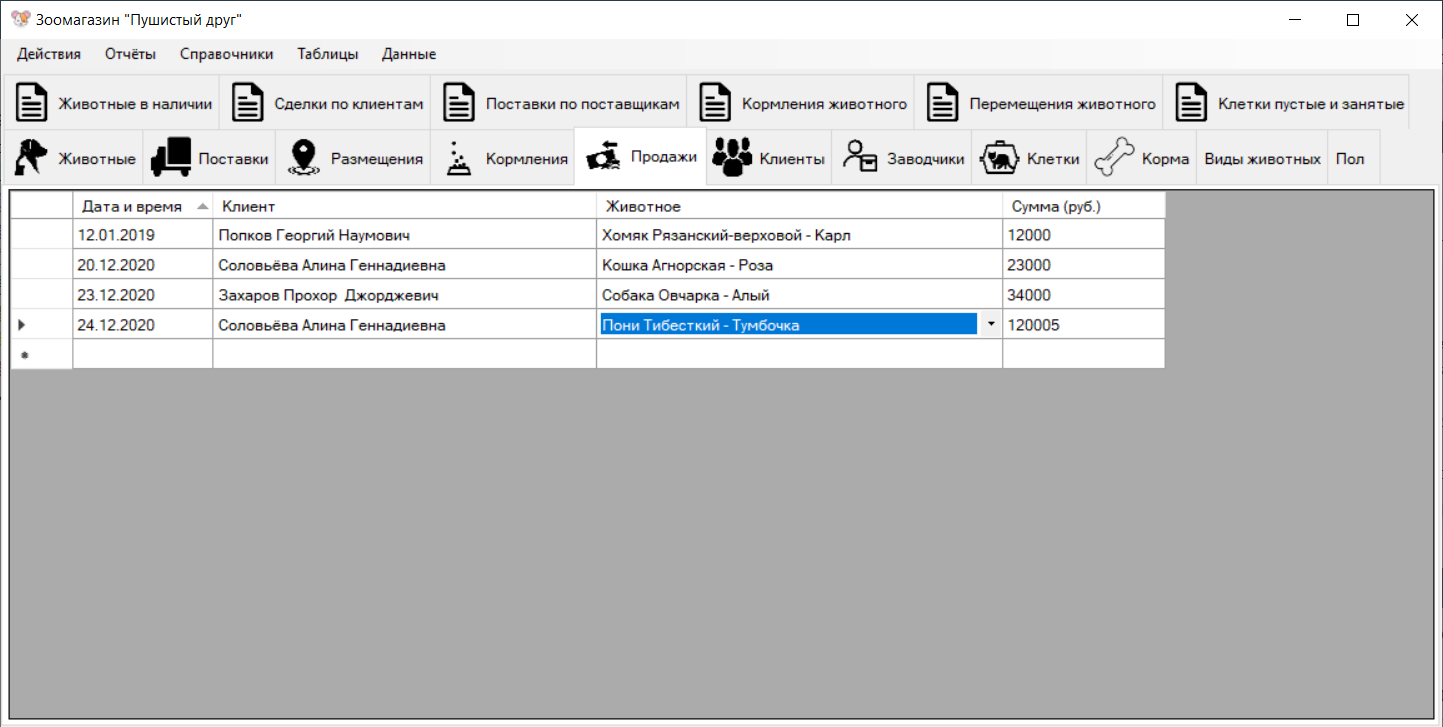 Зоомагазин "Пушистый друг"
Действия Отчёты Справочники Таблицы Данные
Животные в наличии Сделки по клиентам Поставки по поставщикам Кормления животного Перемещения животного Клетки пустые и занятые
Животные Поставки Размещения Кормления Продажи Клиенты Заводчики Клетки Корма Виды животных Пол
Дата и время Клиент Животное Сумма (руб.)
12.01.2019 Попков Георгий Наумович Хомяк Рязанский-верховой - Карл 12000
20.12.2020 Соловьёва Алина Геннадиевна Кошка Агнорская - Роза 23000
23.12.2020 Захаров Прохор Джорджевич Собака Овчарка - Алый 34000
24.12.2020 Соловьёва Алина Геннадиевна Пони Тибесткий - Тумбочка 120005